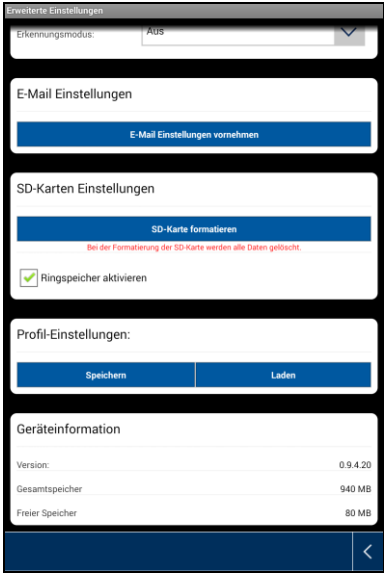 Erweiterte Einstellungen
Erkennungsmodus: Aus
E-Mail Einstellungen
E-Mail Einstellungen vornehmen
SD-Karten Einstellungen
SD-Karte formatieren
Bei der Formatierung der SD-Karte werden alle Daten gelöscht.
Ringspeicher aktivieren
Profil-Einstellungen:
Speichern Laden
Geräteinformation
Version: 0.9.4.20
Gesamtspeicher 940 MB
Freier Speicher 80 MB